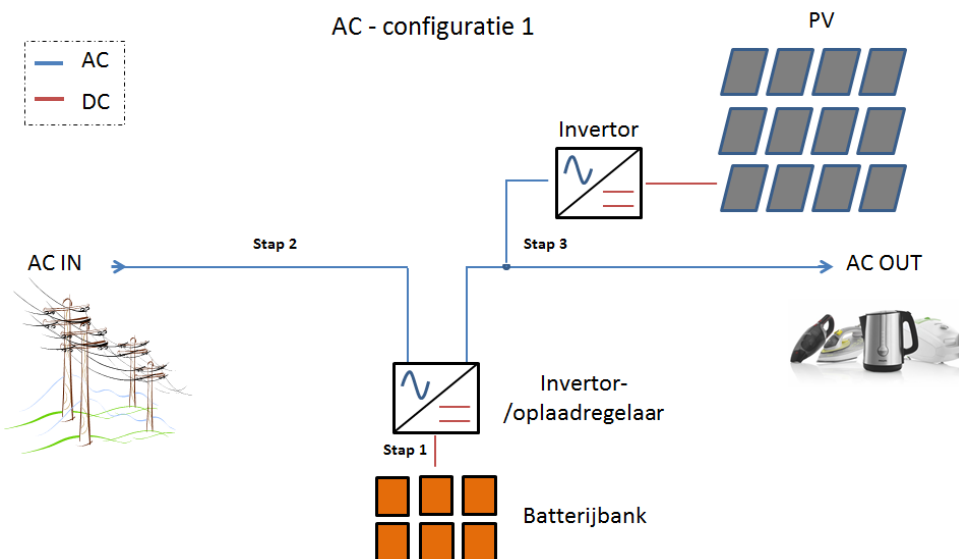 AC - configuratie 1
PV
AC
DC
Invertor
Stap 2
Stap 3
AC IN
AC OUT
Invertor-
/oplaadregelaar
Stap 1
Batterijbank